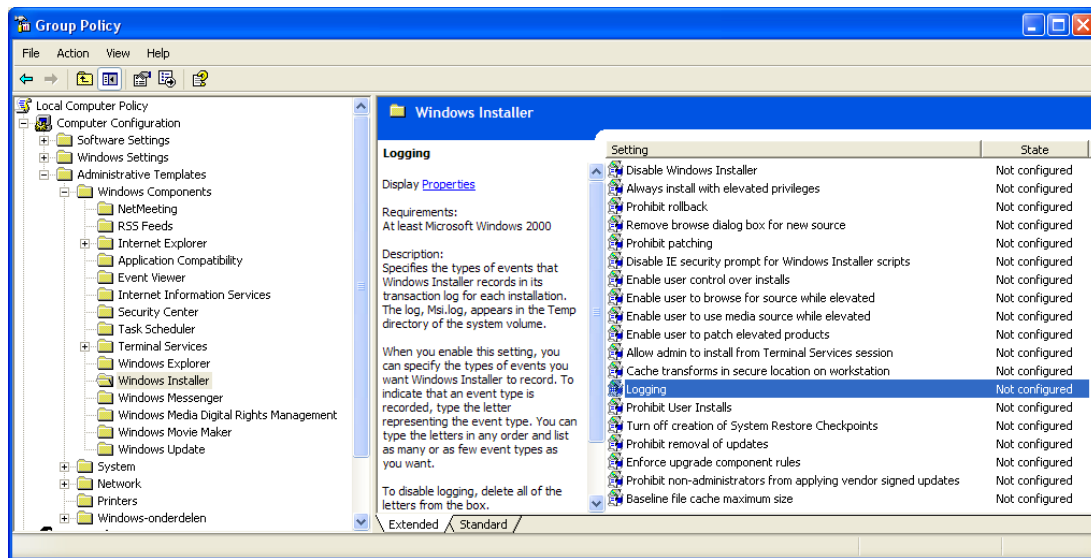 Group Policy
File Action View Help
Local Computer Policy
Computer Configuration
Software Settings
Windows Settings
Administrative Templates
Windows Components
NetMeeting
RSS Feeds
Internet Explorer
Application Compatibility
Event Viewer
Internet Information Services
Security Center
Task Scheduler
Terminal Services
Windows Explorer
Windows Installer
Windows Messenger
Windows Media Digital Rights Management
Windows Movie Maker
Windows Update
System
Network
Printers
Windows-onderdelen
Windows Installer
Logging
Display Properties
Requirements:
At least Microsoft Windows 2000
Description:
Specifies the types of events that
Windows Installer records in its
transaction log for each installation.
The log, Msi.log, appears in the Temp
directory of the system volume.
When you enable this setting, you
can specify the types of events you
want Windows Installer to record. To
indicate that an event type is
recorded, type the letter
representing the event type. You can
type the letters in any order and list
as many or as few event types as
you want.
To disable logging, delete all of the
letters from the box.
Setting State
Disable Windows Installer Not configured
Always install with elevated privileges Not configured
Prohibit rollback Not configured
Remove browse dialog box for new source Not configured
Prohibit patching Not configured
Disable IE security prompt for Windows Installer scripts Not configured
Enable user control over installs Not configured
Enable user to browse for source while elevated Not configured
Enable user to use media source while elevated Not configured
Enable user to patch elevated products Not configured
Allow admin to install from Terminal Services session Not configured
Cache transforms in secure location on workstation Not configured
Logging Not configured
Prohibit User Installs Not configured
Turn off creation of System Restore Checkpoints Not configured
Prohibit removal of updates Not configured
Enforce upgrade component rules Not configured
Prohibit non-administrators from applying vendor signed updates Not configured
Baseline file cache maximum size Not configured
Extended Standard